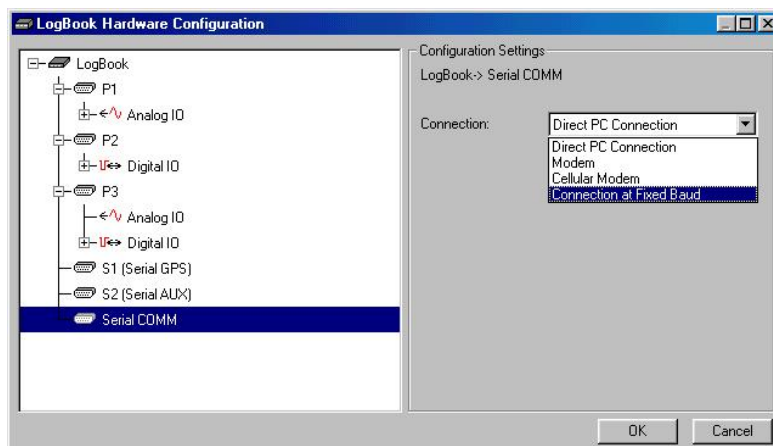 LogBook Hardware Configuration
LogBook
P1
Analog IO
P2
Digital IO
P3
Analog IO
Digital IO
S1 (Serial GPS)
S2 (Serial AUX)
Serial COMM
Configuration Settings
LogBook-> Serial COMM
Connection: Direct PC Connection
Direct PC Connection
Modem
Cellular Modem
Connection at Fixed Baud
OK Cancel